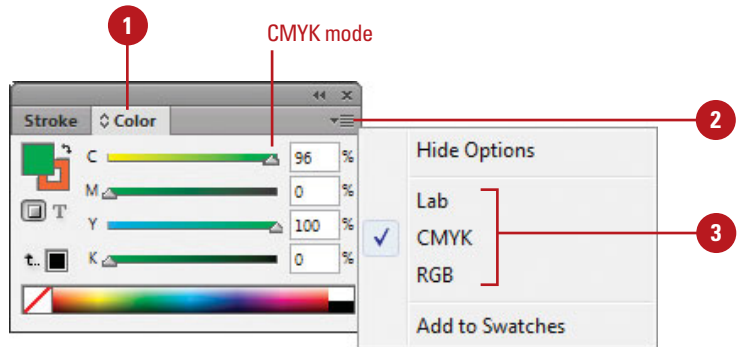 1
CMYK mode
Stroke
Color
2
C 96 %
M 0 %
Y 100 %
K 0 %
T
t..
Hide Options
Lab
CMYK
RGB
3
Add to Swatches